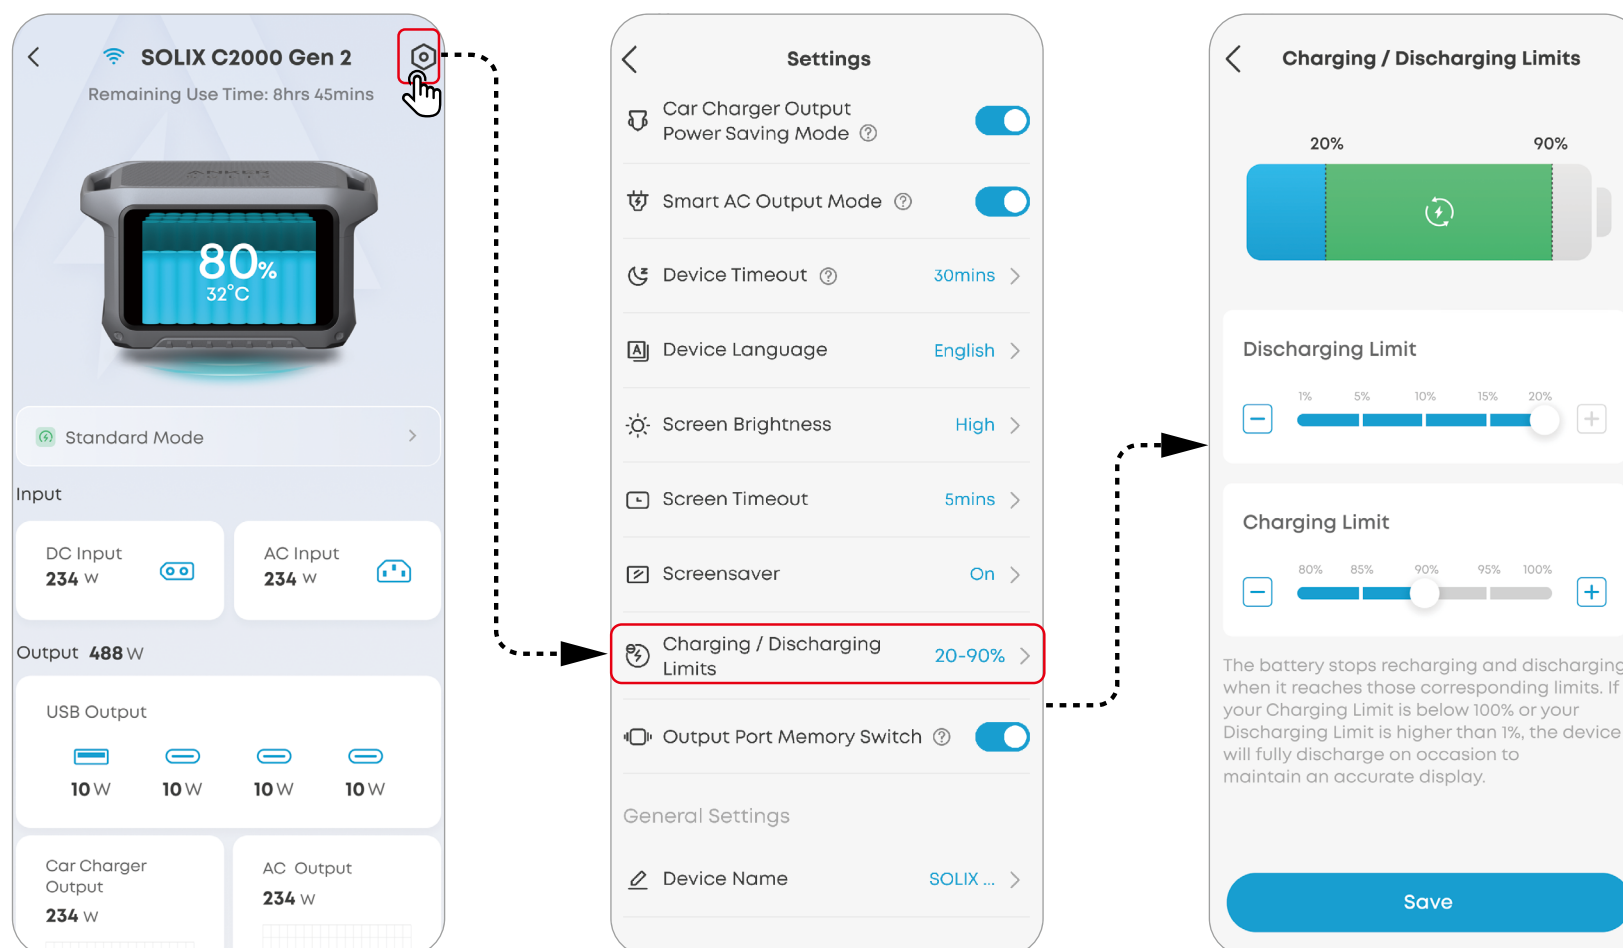 SOLIX C2000 Gen 2
Remaining Use Time: 8hrs 45mins
ANKER
SOLIX
80%
32°C
Standard Mode
Input
DC Input
234 W
AC Input
234 W
Output 488 W
USB Output
10 W
10 W
10 W
10 W
Car Charger
Output
234 W
AC Output
234 W
Settings
Car Charger Output
Power Saving Mode ?
Smart AC Output Mode ?
Device Timeout ?
30mins
Device Language
English
Screen Brightness
High
Screen Timeout
5mins
Screensaver
On
Charging / Discharging
Limits
20-90%
Output Port Memory Switch ?
General Settings
Device Name
SOLIX ...
Charging / Discharging Limits
20%
90%
Discharging Limit
1% 5% 10% 15% 20%
Charging Limit
80% 85% 90% 95% 100%
The battery stops recharging and discharging
when it reaches those corresponding limits. If
your Charging Limit is below 100% or your
Discharging Limit is higher than 1%, the device
will fully discharge on occasion to
maintain an accurate display.
Save